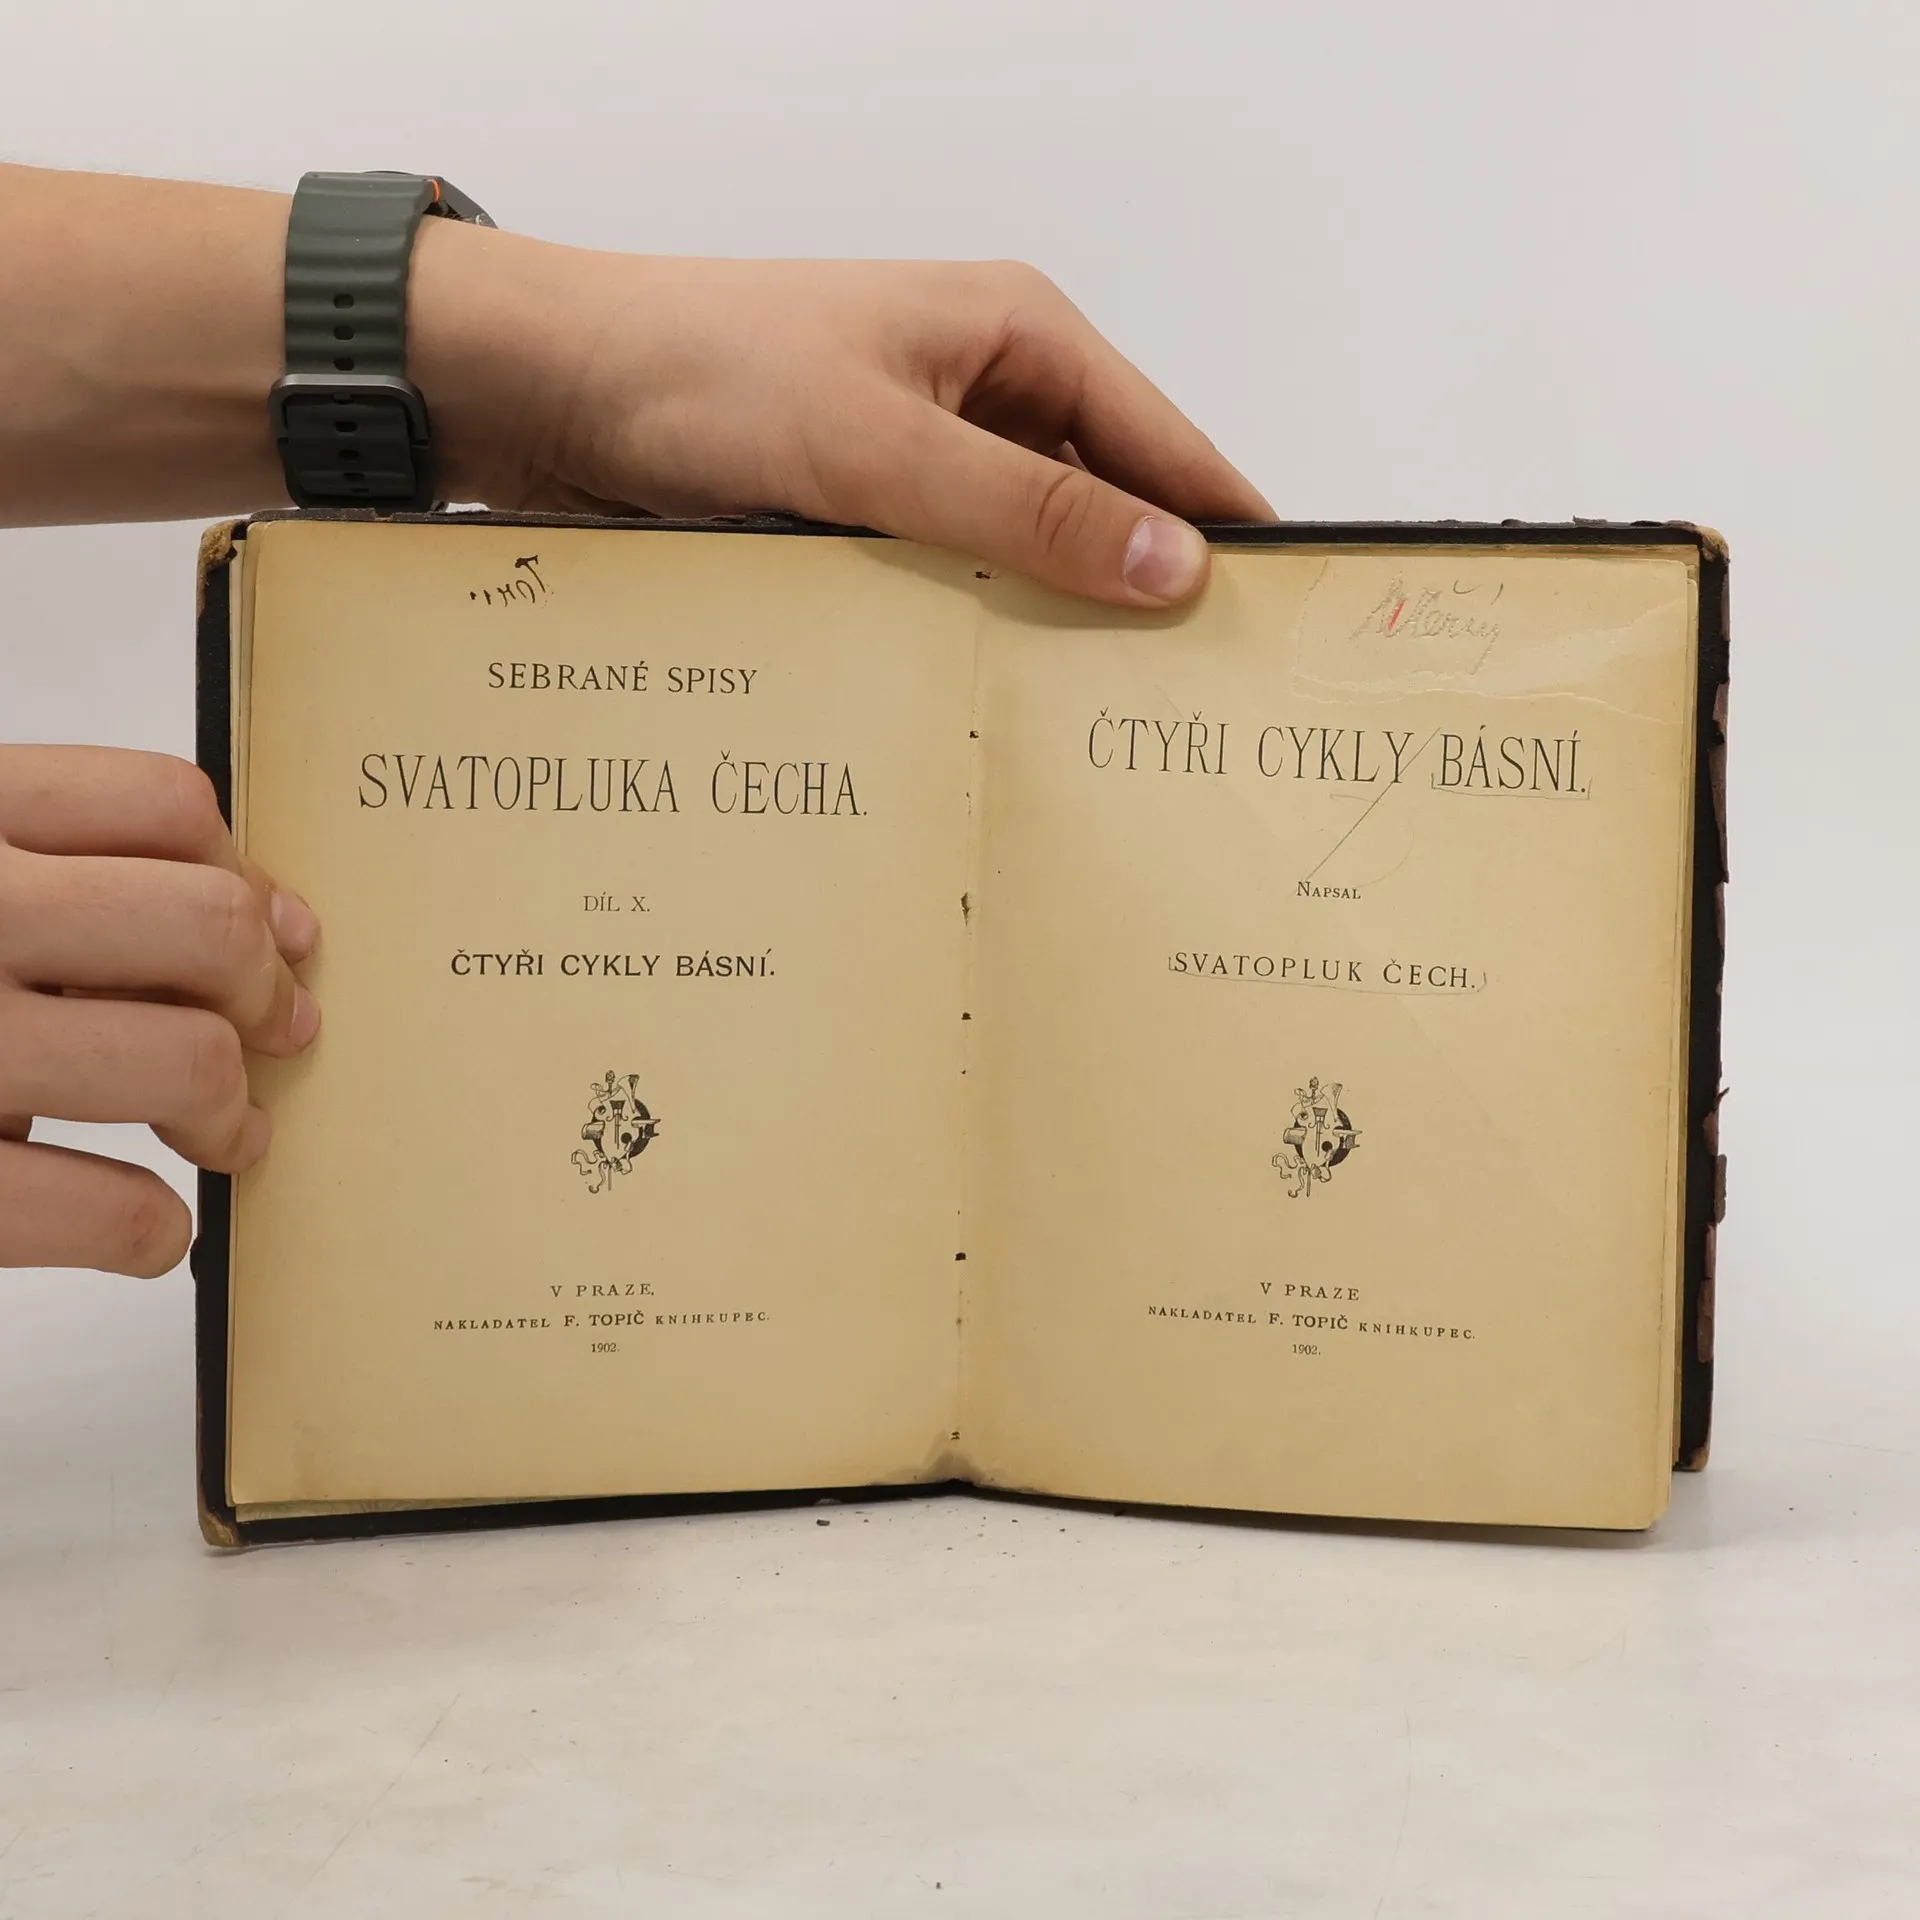 SEBRANÉ SPISY
SVATOPLUKA ČECHA.
DÍL X.
ČTYŘI CYKLY BÁSNÍ.
V PRAZE,
NAKLADATEL F. TOPIČ KNIHKUPEC.
1902.
ČTYŘI CYKLY BÁSNÍ.
NAPSAL
SVATOPLUK ČECH.
V PRAZE
NAKLADATEL F. TOPIČ KNIHKUPEC.
1902.